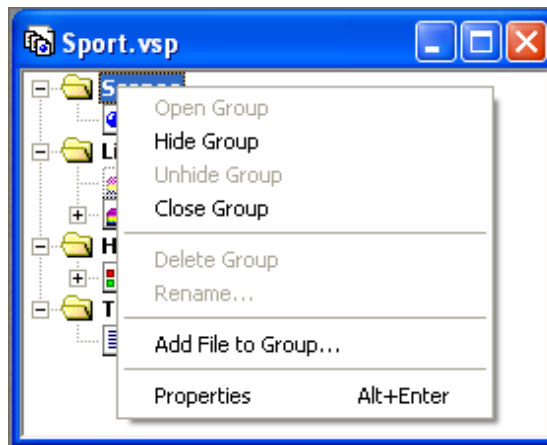 Sport.vsp
Open Group
Hide Group
Unhide Group
Close Group
Delete Group
Rename...
Add File to Group...
Properties Alt+Enter